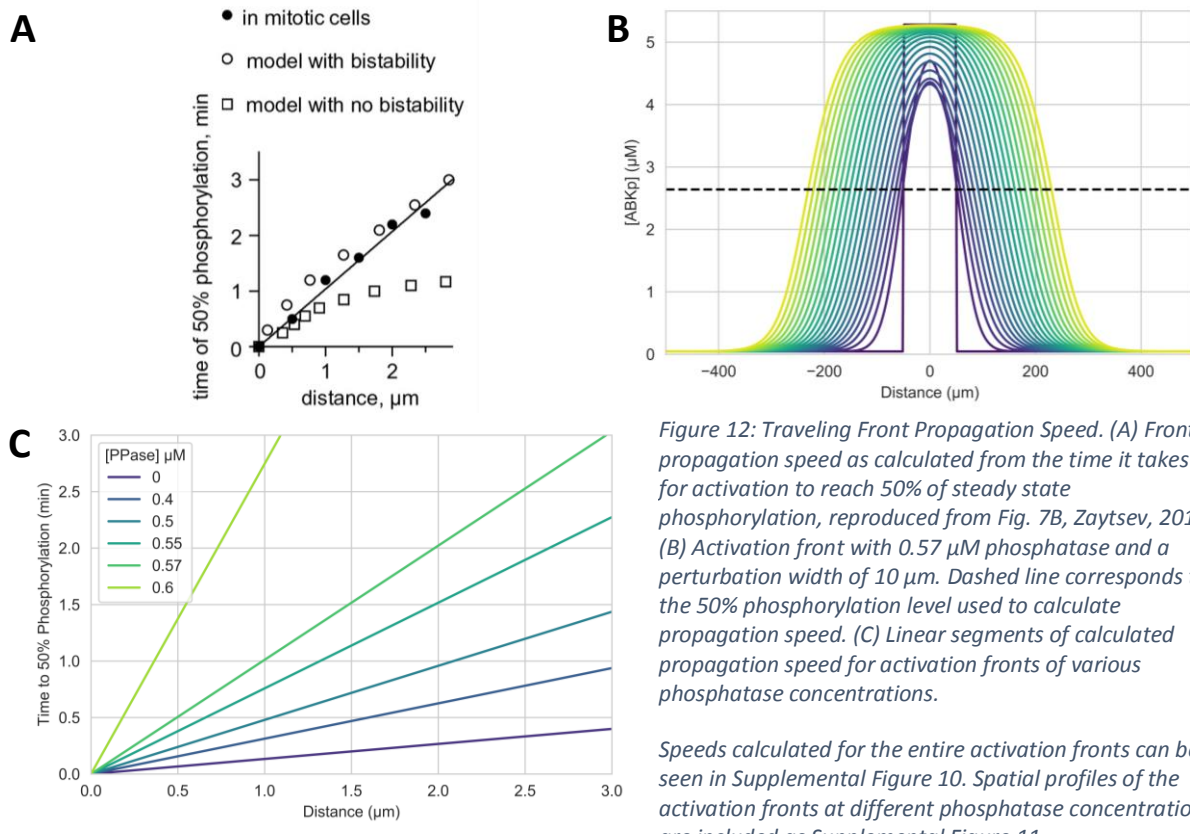 A
in mitotic cells
model with bistability
model with no bistability
time of 50% phosphorylation, min
3
2
1
0
0 1 2
distance, µm
B
[ABKp] (µM)
5
4
3
2
1
0
−400 −200 0 200 400
Distance (µm)
C
Time to 50% Phosphorylation (min)
3.0
2.5
2.0
1.5
1.0
0.5
0.0
[PPase] µM
0
0.4
0.5
0.55
0.57
0.6
0.0 0.5 1.0 1.5 2.0 2.5 3.0
Distance (µm)
Figure 12: Traveling Front Propagation Speed. (A) Front
propagation speed as calculated from the time it takes
for activation to reach 50% of steady state
phosphorylation, reproduced from Fig. 7B, Zaytsev, 201
(B) Activation front with 0.57 µM phosphatase and a
perturbation width of 10 µm. Dashed line corresponds
the 50% phosphorylation level used to calculate
propagation speed. (C) Linear segments of calculated
propagation speed for activation fronts of various
phosphatase concentrations.
Speeds calculated for the entire activation fronts can
seen in Supplemental Figure 10. Spatial profiles of the
activation fronts at different phosphatase
are included as Supplemental Figure 11